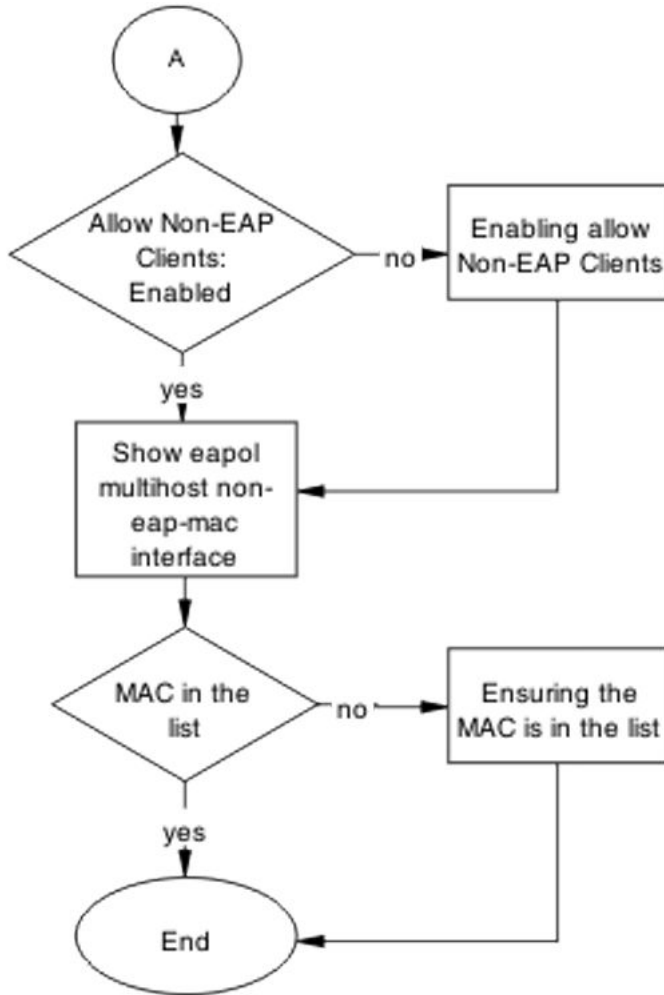 A
Allow Non-EAP
Clients:
Enabled
no
Enabling allow
Non-EAP Clients
yes
Show eapol
multihost non-
eap-mac
interface
MAC in the
list
no
Ensuring the
MAC is in the list
yes
End